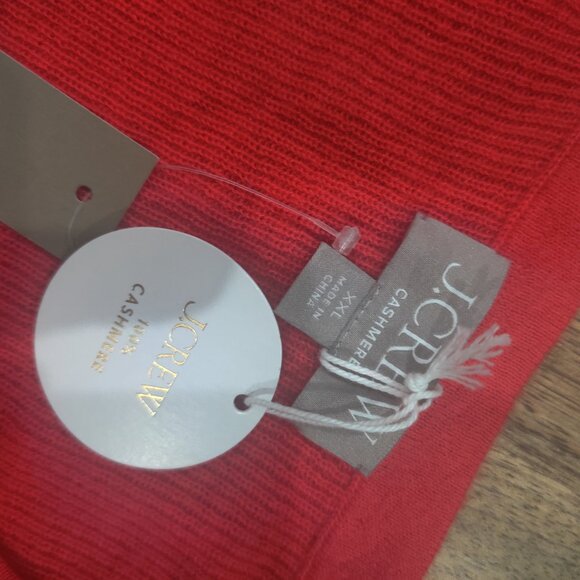 J.CREW
100%
CASHMERE
XXL
MADE IN
CHINA
J.CREW
CASHMERE